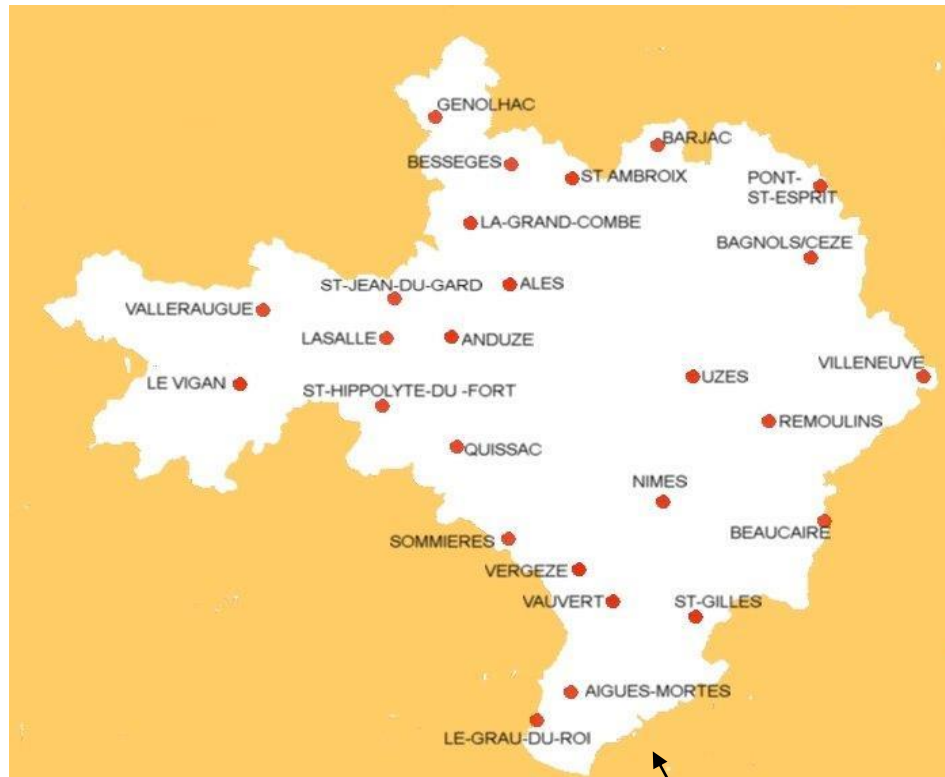 GENOLHAC
BARJAC
BESSEGES
ST AMBROIX
PONT-
ST-ESPRIT
LA-GRAND-COMBE
BAGNOLS/CEZE
ST-JEAN-DU-GARD
ALES
VALLERAUGUE
LASALLE
ANDUZE
VILLENEUVE
LE VIGAN
UZES
ST-HIPPOLYTE-DU -FORT
REMOULINS
QUISSAC
NIMES
BEAUCAIRE
SOMMIERES
VERGEZE
VAUVERT
ST-GILLES
AIGUES-MORTES
LE-GRAU-DU-ROI